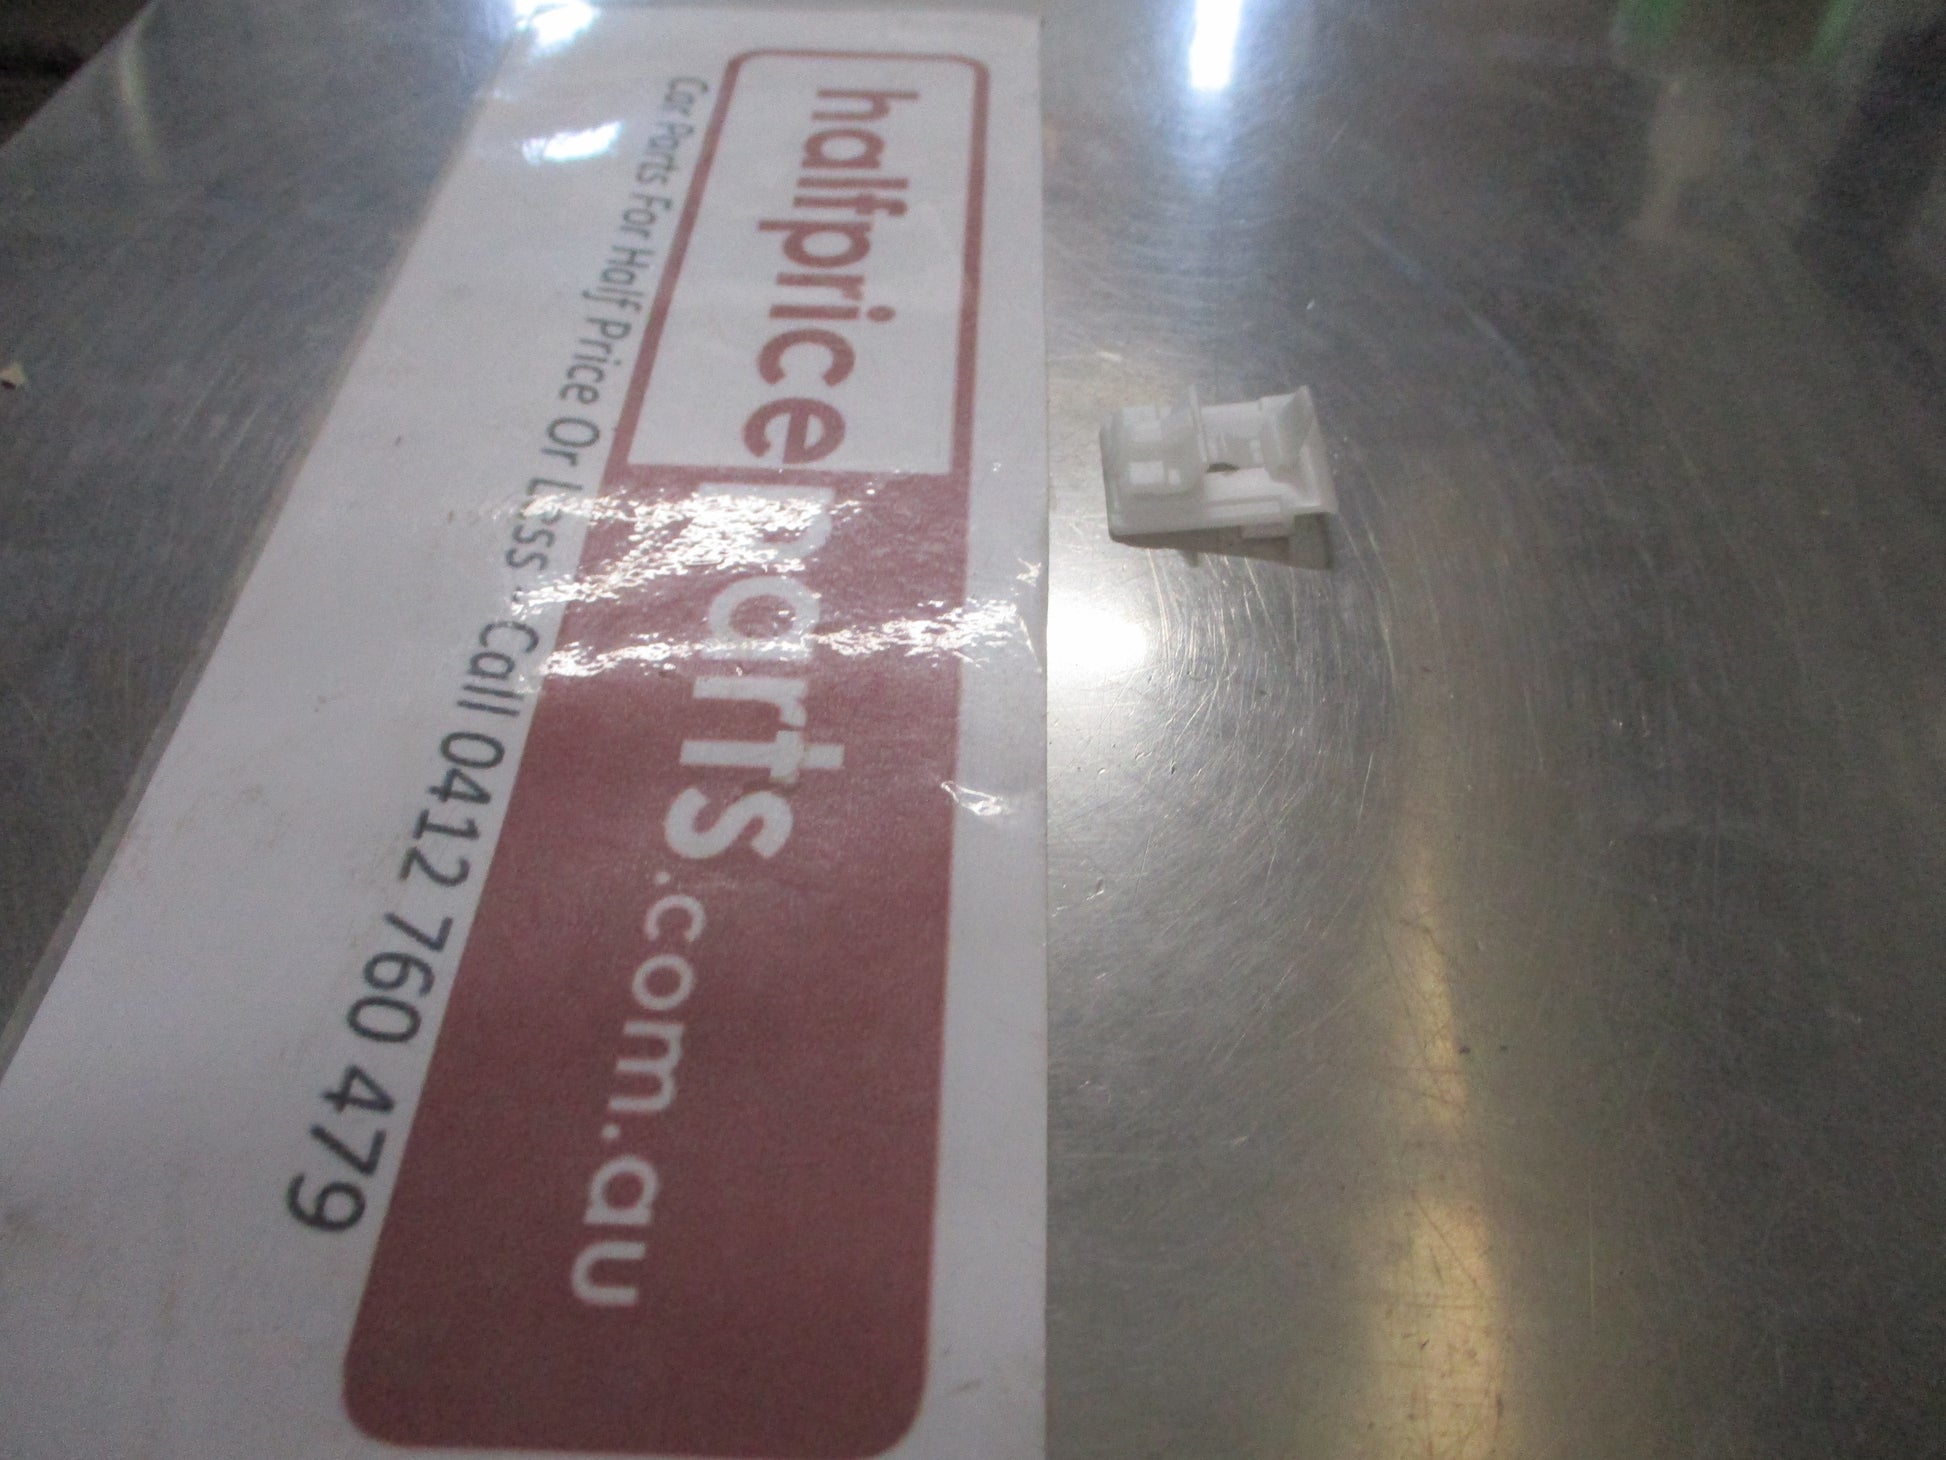 halfpriceparts.com.au
Car Parts For Half Price Or Less - Call 0412 760 479